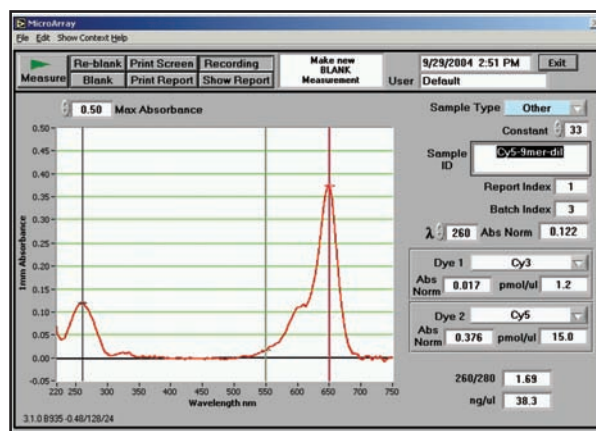 MicroArray
File Edit Show Context Help
Measure
Re-blank Print Screen Recording
Blank Print Report Show Report
Make new
BLANK
Measurement
9/29/2004 2:51 PM Exit
User Default
0.50 Max Absorbance
Sample Type Other
Constant 33
Sample
ID
Cy5-9mer-dil
Report Index 1
Batch Index 3
λ 260 Abs Norm 0.122
Dye 1 Cy3
Abs
Norm 0.017 pmol/ul 1.2
Dye 2 Cy5
Abs
Norm 0.376 pmol/ul 15.0
260/280 1.69
ng/ul 38.3
1mm Absorbance
0.50
0.45
0.40
0.35
0.30
0.25
0.20
0.15
0.10
0.05
0.00
-0.05
220 250 300 350 400 450 500 550 600 650 700 750
Wavelength nm
3.1.0 B935 -0.48/128/24